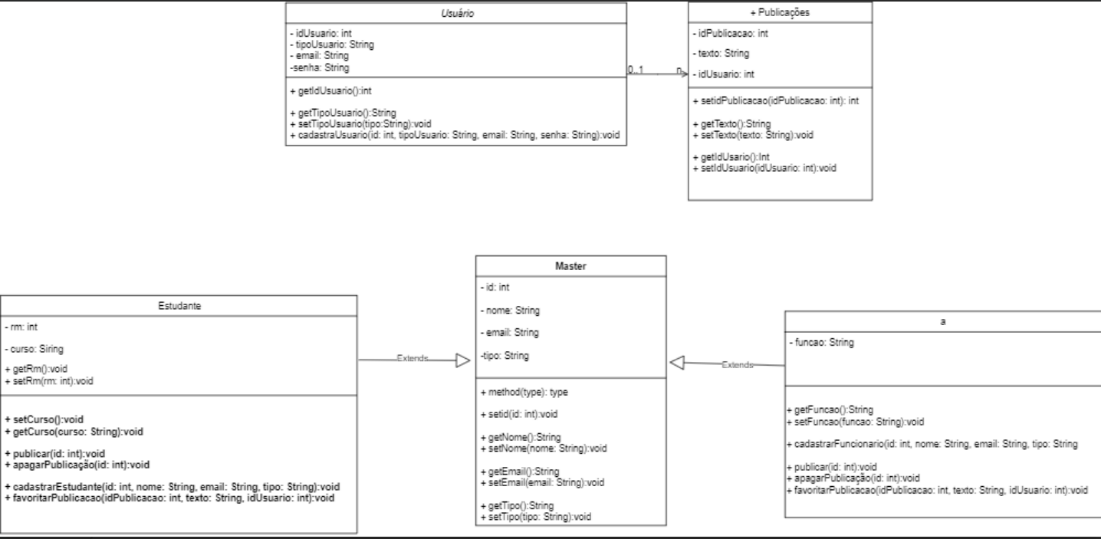 Usuário
- idUsuario: int
- tipoUsuario: String
- email: String
-senha: String
+ getIdUsuario():int
+ getTipoUsuario():String
+ setTipoUsuario(tipo:String):void
+ cadastraUsuario(id: int, tipoUsuario: String, email: String, senha: String):void
0..1
n
+ Publicações
- idPublicacao: int
- texto: String
- idUsuario: int
+ setidPublicacao(idPublicacao: int): int
+ getTexto():String
+ setTexto(texto: String):void
+ getIdUsario():Int
+ setIdUsuario(idUsuario: int):void
Estudante
- rm: int
- curso: Siring
+ getRm():void
+ setRm(rm: int):void
+ setCurso():void
+ getCurso(curso: String):void
+ publicar(id: int):void
+ apagarPublicação(id: int):void
+ cadastrarEstudante(id: int, nome: String, email: String, tipo: String):void
+ favoritarPublicacao(idPublicacao: int, texto: String, idUsuario: int):void
Extends
Master
- id: int
- nome: String
- email: String
-tipo: String
+ method(type): type
+ setid(id: int):void
+ getNome():String
+ setNome(nome: String):void
+ getEmail():String
+ setEmail(email: String):void
+ getTipo():String
+ setTipo(tipo: String):void
Extends
a
- funcao: String
+ getFuncao():String
+ setFuncao(funcao: String):void
+ cadastrarFuncionario(id: int, nome: String, email: String, tipo: String
+ publicar(id: int):void
+ apagarPublicação(id: int):void
+ favoritarPublicacao(idPublicacao: int, texto: String, idUsuario: int):void